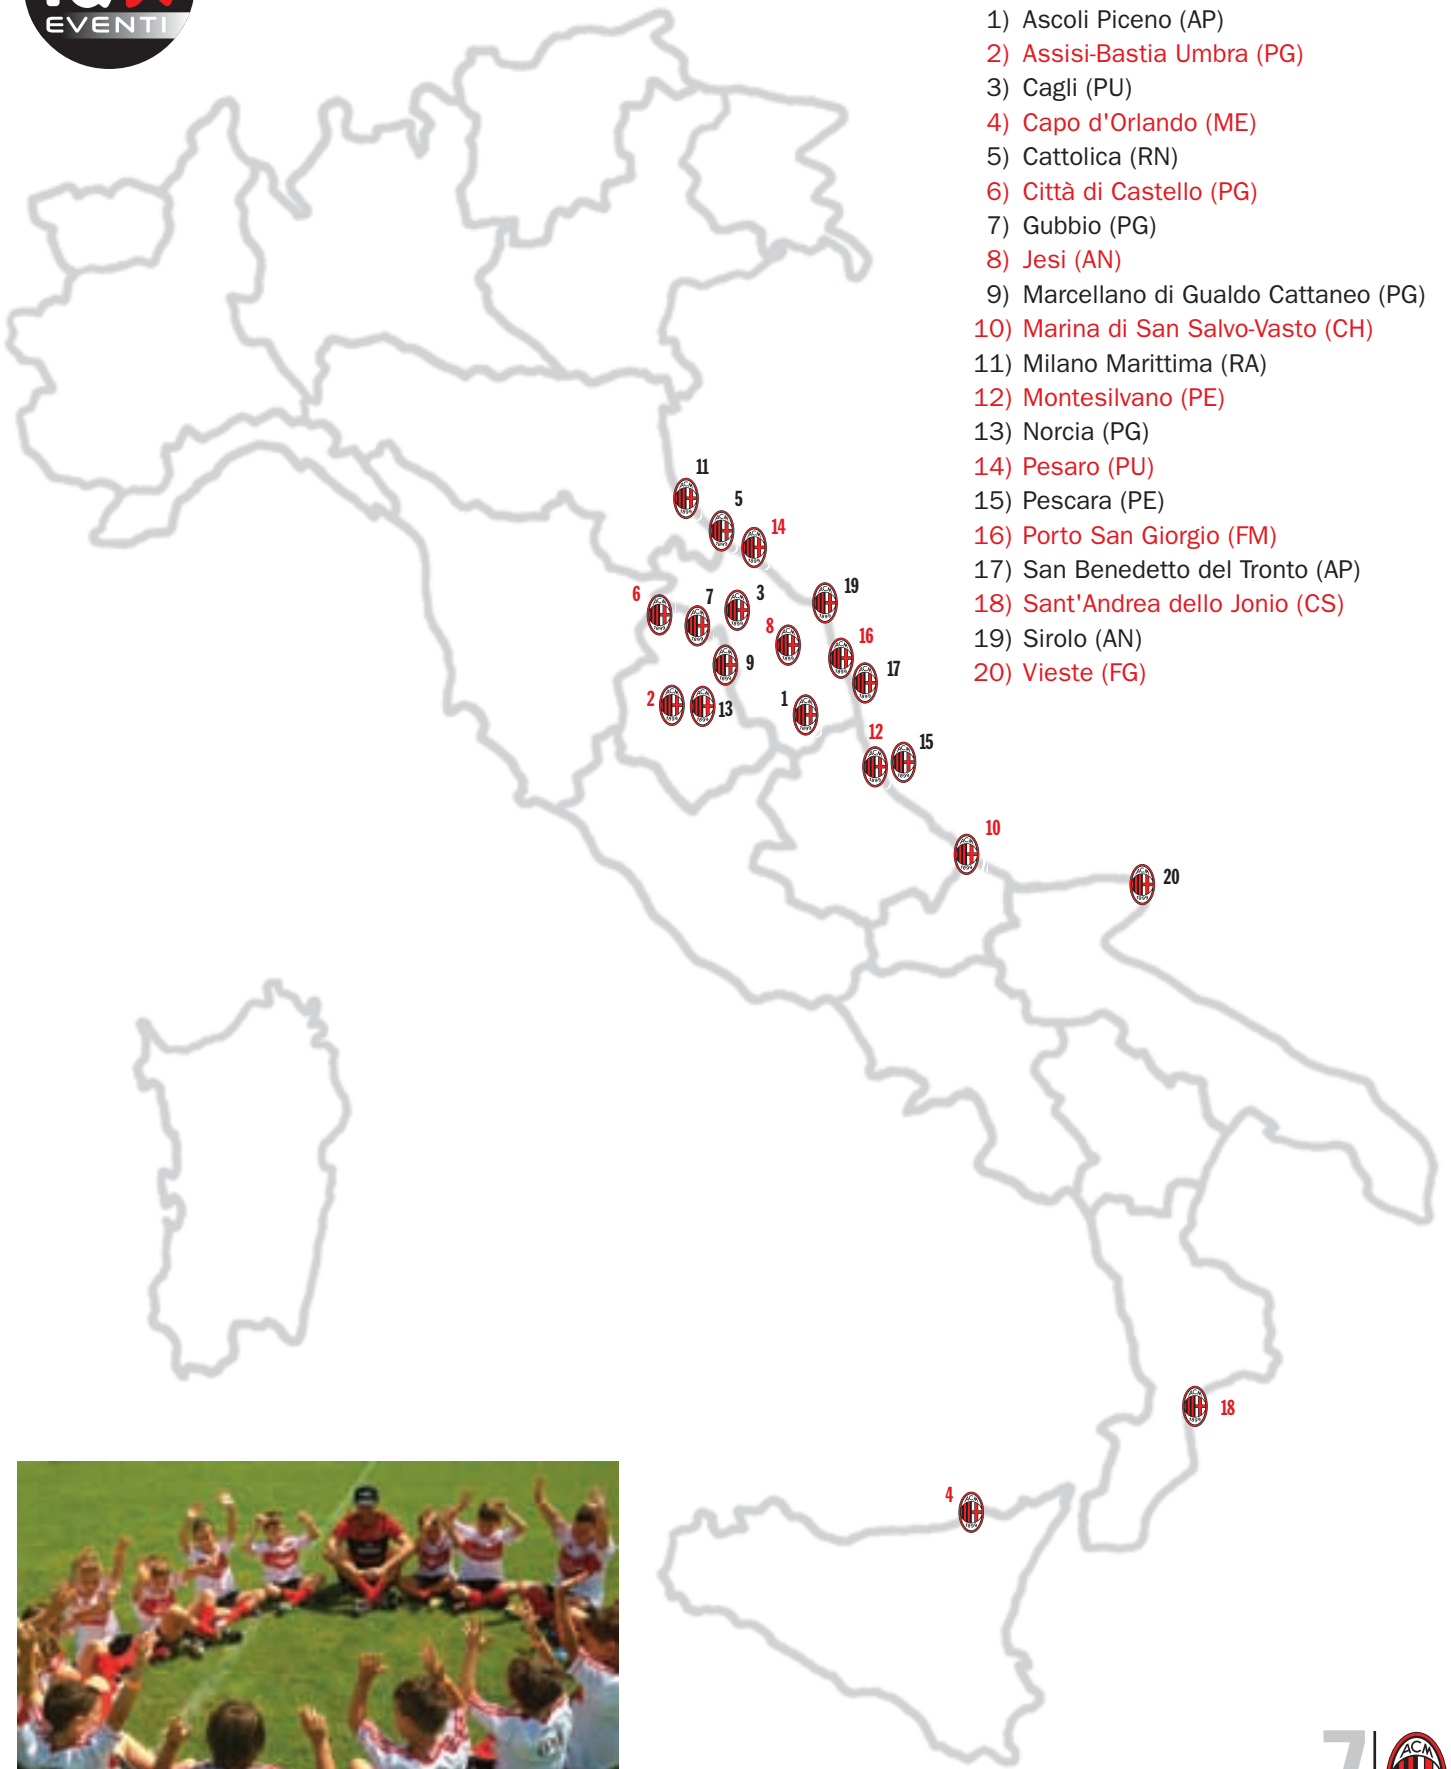 EVENTI
1) Ascoli Piceno (AP)
2) Assisi-Bastia Umbra (PG)
3) Cagli (PU)
4) Capo d'Orlando (ME)
5) Cattolica (RN)
6) Città di Castello (PG)
7) Gubbio (PG)
8) Jesi (AN)
9) Marcellano di Gualdo Cattaneo (PG)
10) Marina di San Salvo-Vasto (CH)
11) Milano Marittima (RA)
12) Montesilvano (PE)
13) Norcia (PG)
14) Pesaro (PU)
15) Pescara (PE)
16) Porto San Giorgio (FM)
17) San Benedetto del Tronto (AP)
18) Sant'Andrea dello Jonio (CS)
19) Sirolo (AN)
20) Vieste (FG)
11
5
14
19
6
7
3
8
16
9
17
2
13
1
12
15
10
20
18
4
7
ACM